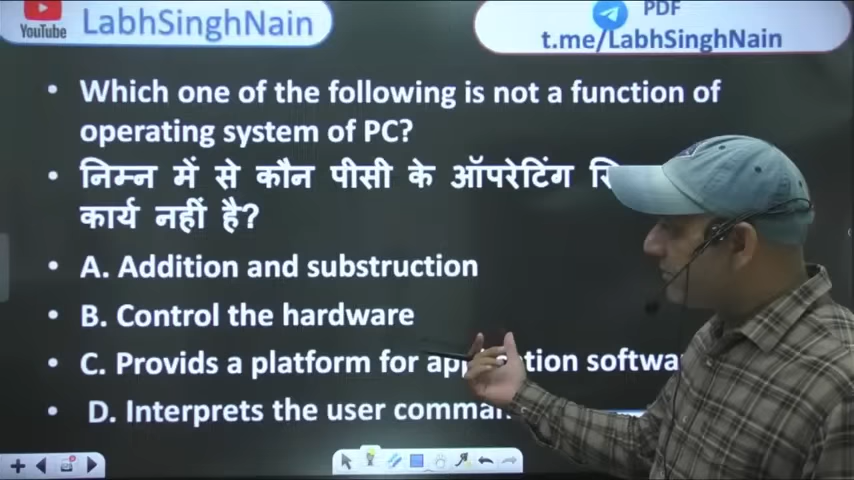 YouTube LabhSinghNain
PDF
t.me/LabhSinghNain
Which one of the following is not a function of
operating system of PC?
निम्न में से कौन पीसी के ऑपरेटिंग
कार्य नहीं है?
A. Addition and substruction
B. Control the hardware
C. Provids a platform for
D. Interprets the user